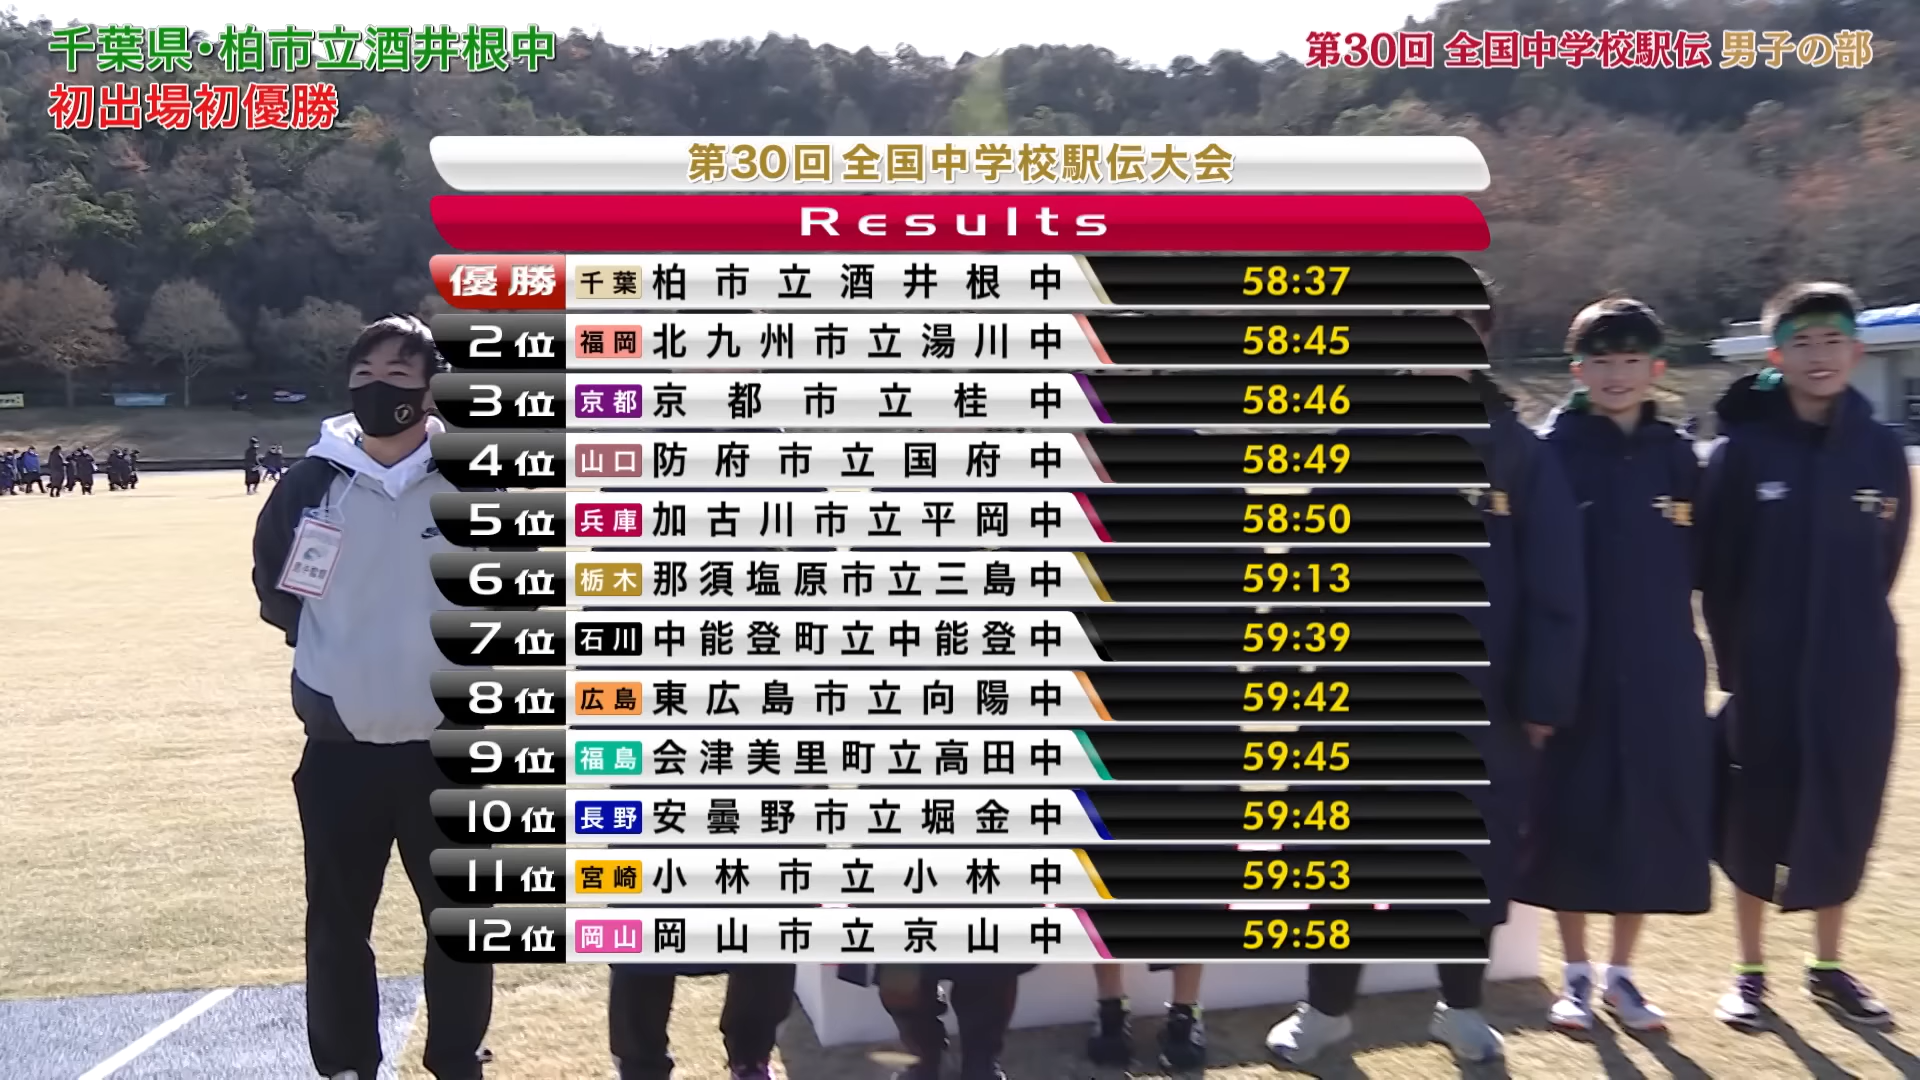 千葉県・柏市立酒井根中
初出場初優勝
第30回 全国中学校駅伝 男子の部
第30回 全国中学校駅伝大会
Results
優勝 千葉 柏市立酒井根中 58:37
2位 福岡 北九州市立湯川中 58:45
3位 京都 京都市立桂中 58:46
4位 山口 防府市立国府中 58:49
5位 兵庫 加古川市立平岡中 58:50
6位 栃木 那須塩原市立三島中 59:13
7位 石川 中能登町立中能登中 59:39
8位 広島 東広島市立向陽中 59:42
9位 福島 会津美里町立高田中 59:45
10位 長野 安曇野市立堀金中 59:48
11位 宮崎 小林市立小林中 59:53
12位 岡山 岡山市立京山中 59:58